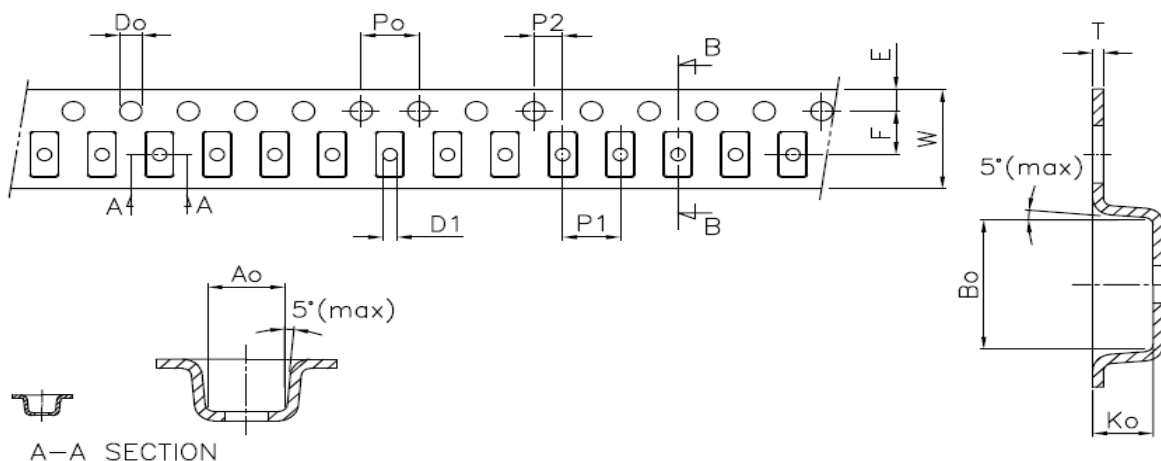 Do
Po
P2
B
T
E
F
W
A
A
D1
P1
B
5°(max)
Bo
Ao
5°(max)
Ko
A-A SECTION